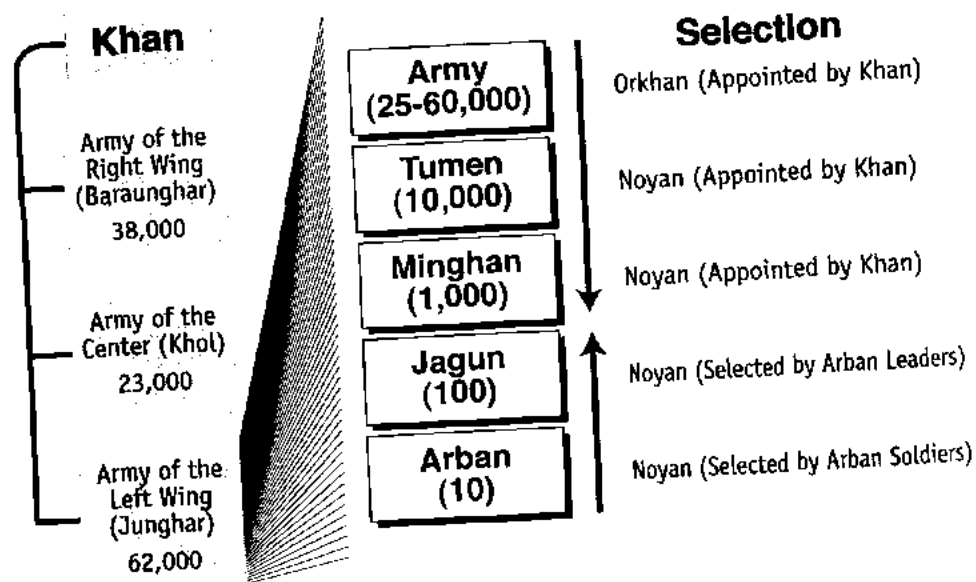 Khan
Army of the
Right Wing
(Baraunghar)
38,000
Army of the
Center (Khol)
23,000
Army of the
Left Wing
(Junghar)
62,000
Army
(25-60,000)
Tumen
(10,000)
Minghan
(1,000)
Jagun
(100)
Arban
(10)
Selection
Orkhan (Appointed by Khan)
Noyan (Appointed by Khan)
Noyan (Appointed by Khan)
Noyan (Selected by Arban Leaders)
Noyan (Selected by Arban Soldiers)